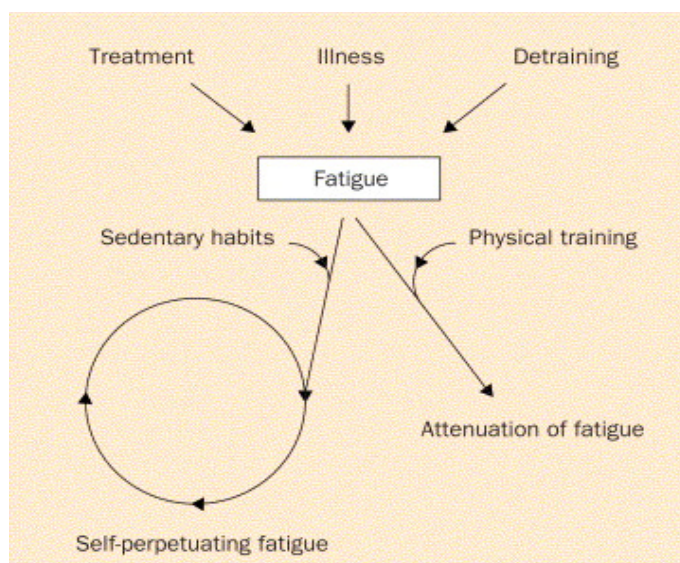 Treatment
Illness
Detraining
Fatigue
Sedentary habits
Physical training
Attenuation of fatigue
Self-perpetuating fatigue